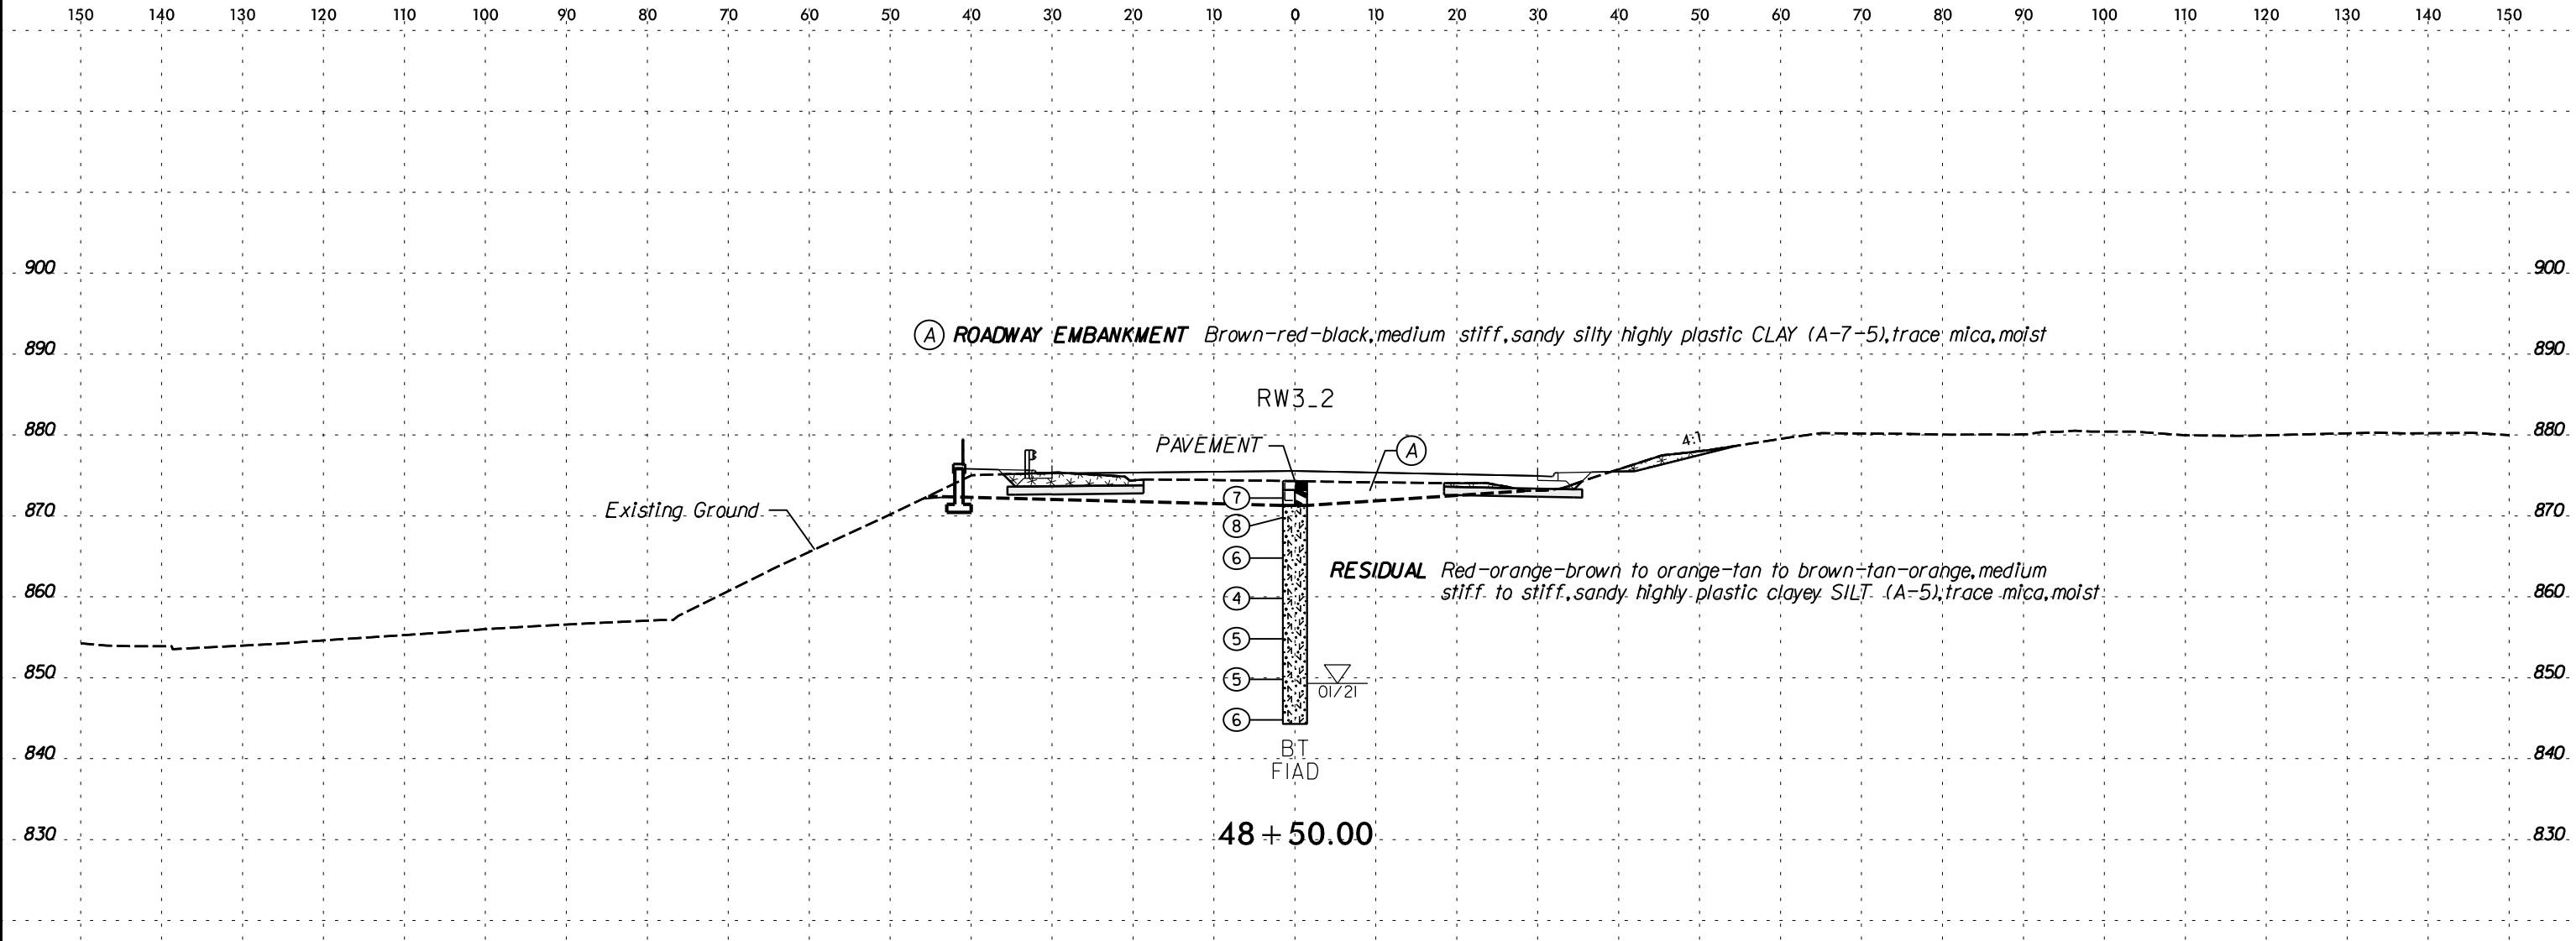 150 140 130 120 110 100 90 80 70 60 50 40 30 20 10 0 10 20 30 40 50 60 70 80 90 100 110 120 130 140 150
900 900
A ROADWAY EMBANKMENT Brown-red-black, medium stiff, sandy silty highly plastic CLAY (A-7-5), trace mica, moist
890 890
RW3_2
880 880
4:1
PAVEMENT
A
7
Existing Ground
870 870
8
6
RESIDUAL Red-orange-brown to orange-tan to brown-tan-orange, medium
stiff to stiff, sandy highly plastic clayey SILT (A-5), trace mica, moist
860 860
4
5
850 850
5
01/21
6
BT
840 840
FIAD
830 830
48+50.00